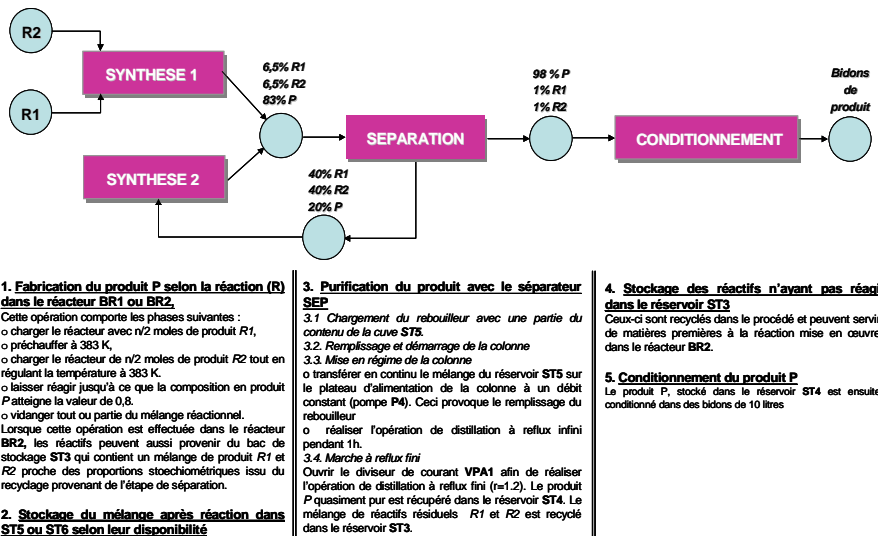 R2
R1
SYNTHESE 1
SYNTHESE 2
6,5% R1
6,5% R2
83% P
SEPARATION
40% R1
40% R2
20% P
98 % P
1% R1
1% R2
CONDITIONNEMENT
Bidons
de
produit
1. Fabrication du produit P selon la réaction (R)
dans le réacteur BR1 ou BR2,
Cette opération comporte les phases suivantes :
o charger le réacteur avec n/2 moles de produit R1,
o préchauffer à 383 K,
o charger le réacteur de n/2 moles de produit R2 tout en
régulant la température à 383 K.
o laisser réagir jusqu'à ce que la composition en produit
P atteigne la valeur de 0,8.
o vidanger tout ou partie du mélange réactionnel.
Lorsque cette opération est effectuée dans le réacteur
BR2, les réactifs peuvent aussi provenir du bac de
stockage ST3 qui contient un mélange de produit R1 et
R2 proche des proportions stoechiométriques issu du
recyclage provenant de l'étape de séparation.
2. Stockage du mélange après réaction dans
ST5 ou ST6 selon leur disponibilité
3. Purification du produit avec le séparateur
SEP
3.1 Chargement du rebouilleur avec une partie du
contenu de la cuve ST5.
3.2. Remplissage et démarrage de la colonne
3.3. Mise en régime de la colonne
o transférer en continu le mélange du réservoir ST5 sur
le plateau d'alimentation de la colonne à un débit
constant (pompe P4). Ceci provoque le remplissage du
rebouilleur
o réaliser l'opération de distillation à reflux infini
pendant 1h.
3.4. Marche à reflux fini
Ouvrir le diviseur de courant VPA1 afin de réaliser
l'opération de distillation à reflux fini (r=1.2). Le produit
P quasiment pur est récupéré dans le réservoir ST4. Le
mélange de réactifs résiduels R1 et R2 est recyclé
dans le réservoir ST3.
4. Stockage des réactifs n'ayant pas réagi
dans le réservoir ST3
Ceux-ci sont recyclés dans le procédé et peuvent servir
de matières premières à la réaction mise en œuvre
dans le réacteur BR2.
5. Conditionnement du produit P
Le produit P, stocké dans le réservoir ST4 est ensuite
conditionné dans des bidons de 10 litres